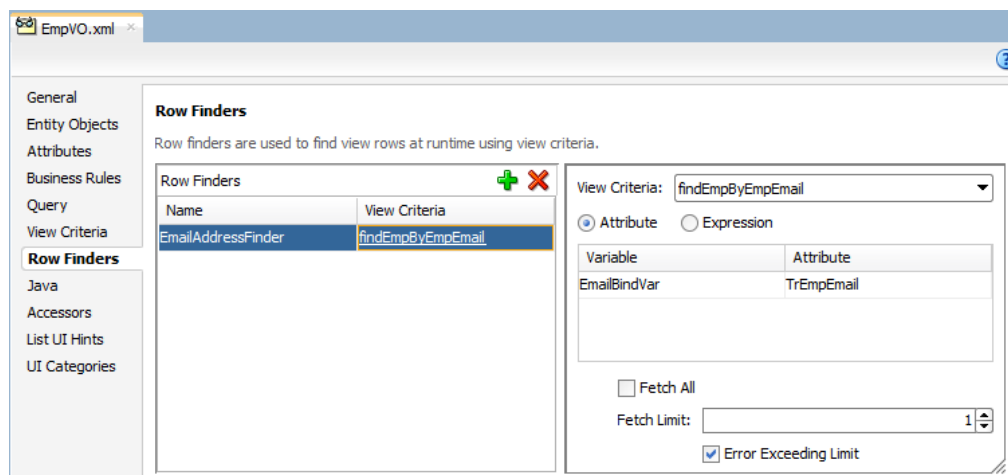 EmpVO.xml
General
Entity Objects
Attributes
Business Rules
Query
View Criteria
Row Finders
Java
Accessors
List UI Hints
UI Categories
Row Finders
Row finders are used to find view rows at runtime using view criteria.
Row Finders
Name View Criteria
EmailAddressFinder findEmpByEmpEmail
View Criteria: findEmpByEmpEmail
Attribute Expression
Variable Attribute
EmailBindVar TrEmpEmail
Fetch All
Fetch Limit: 1
Error Exceeding Limit